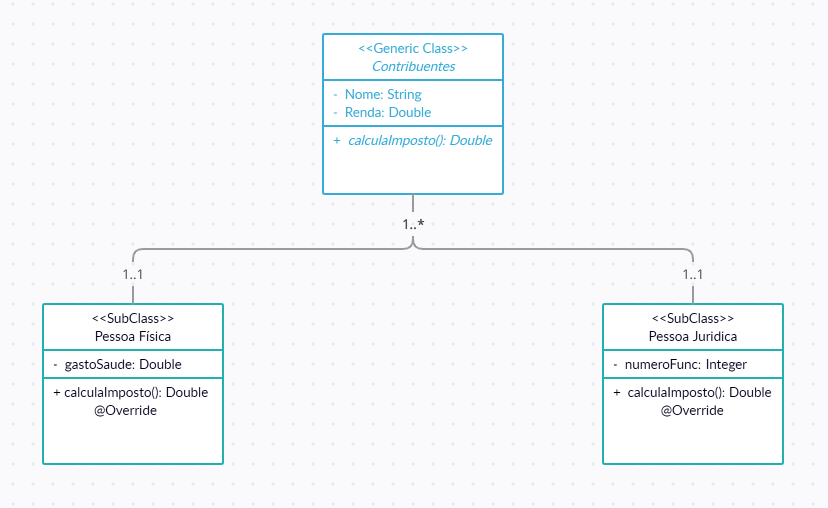 <<Generic Class>>
Contribuentes
- Nome: String
- Renda: Double
+ calculaImposto(): Double
1..*
1..1
1..1
<<SubClass>>
Pessoa Física
- gastoSaude: Double
+ calculaImposto(): Double
@Override
<<SubClass>>
Pessoa Juridica
- numeroFunc: Integer
+ calculaImposto(): Double
@Override